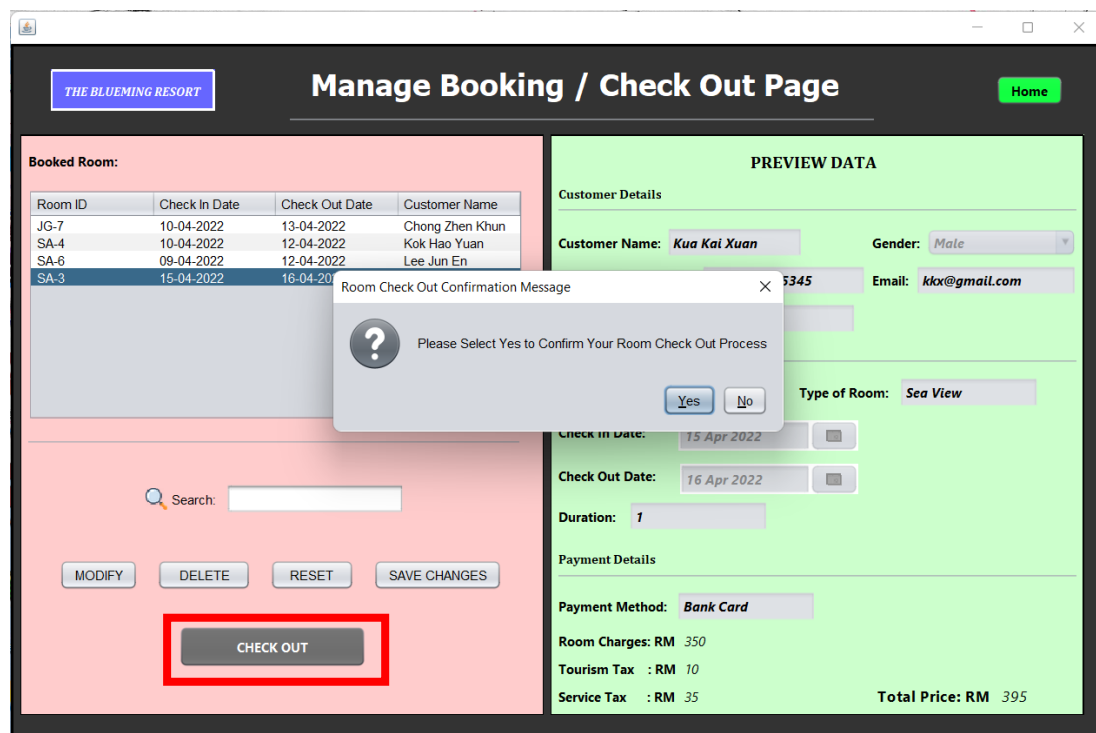 THE BLUEMING RESORT
Manage Booking / Check Out Page
Home
Booked Room:
Room ID Check In Date Check Out Date Customer Name
JG-7 10-04-2022 13-04-2022 Chong Zhen Khun
SA-4 10-04-2022 12-04-2022 Kok Hao Yuan
SA-6 09-04-2022 12-04-2022 Lee Jun En
SA-3 15-04-2022
Room Check Out Confirmation Message
Please Select Yes to Confirm Your Room Check Out Process
Yes No
Search:
MODIFY DELETE RESET SAVE CHANGES
CHECK OUT
PREVIEW DATA
Customer Details
Customer Name: Kua Kai Xuan Gender: Male
5345 Email: kkx@gmail.com
Type of Room: Sea View
Check In Date: 15 Apr 2022
Check Out Date: 16 Apr 2022
Duration: 1
Payment Details
Payment Method: Bank Card
Room Charges: RM 350
Tourism Tax : RM 10
Service Tax : RM 35 Total Price: RM 395